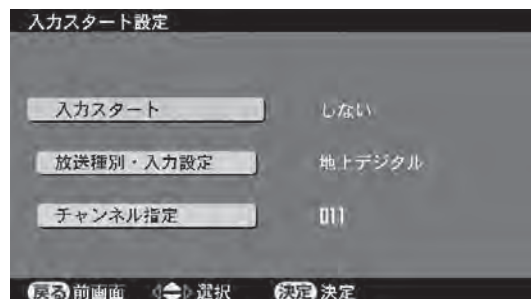 入力スタート設定
入力スタート しない
放送種別・入力設定 地上デジタル
チャンネル指定 011
戻る 前画面 選択 決定 決定